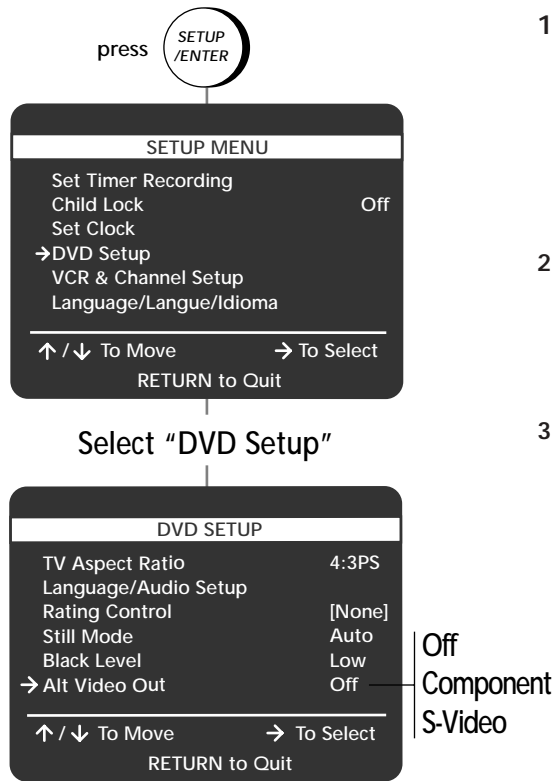 press SETUP /ENTER
1
SETUP MENU
Set Timer Recording
Child Lock Off
Set Clock
→DVD Setup
VCR & Channel Setup
Language/Langue/Idioma
↑/↓ To Move → To Select
RETURN to Quit
2
Select “DVD Setup”
3
DVD SETUP
TV Aspect Ratio 4:3PS
Language/Audio Setup
Rating Control [None]
Still Mode Auto
Black Level Low
→ Alt Video Out Off
Off
Component
S-Video
↑/↓ To Move → To Select
RETURN to Quit